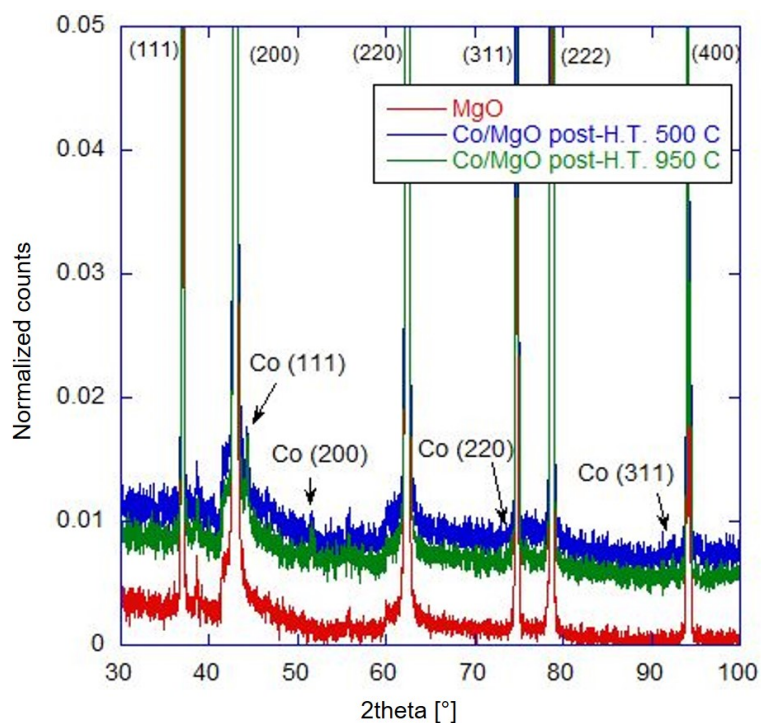 0.05
(111)
(200)
(220)
(311)
(222)
(400)
MgO
Co/MgO post-H.T. 500 C
Co/MgO post-H.T. 950 C
0.04
0.03
Normalized counts
0.02
Co (111)
Co (200)
Co (220)
Co (311)
0.01
0
30 40 50 60 70 80 90 100
2theta [°]